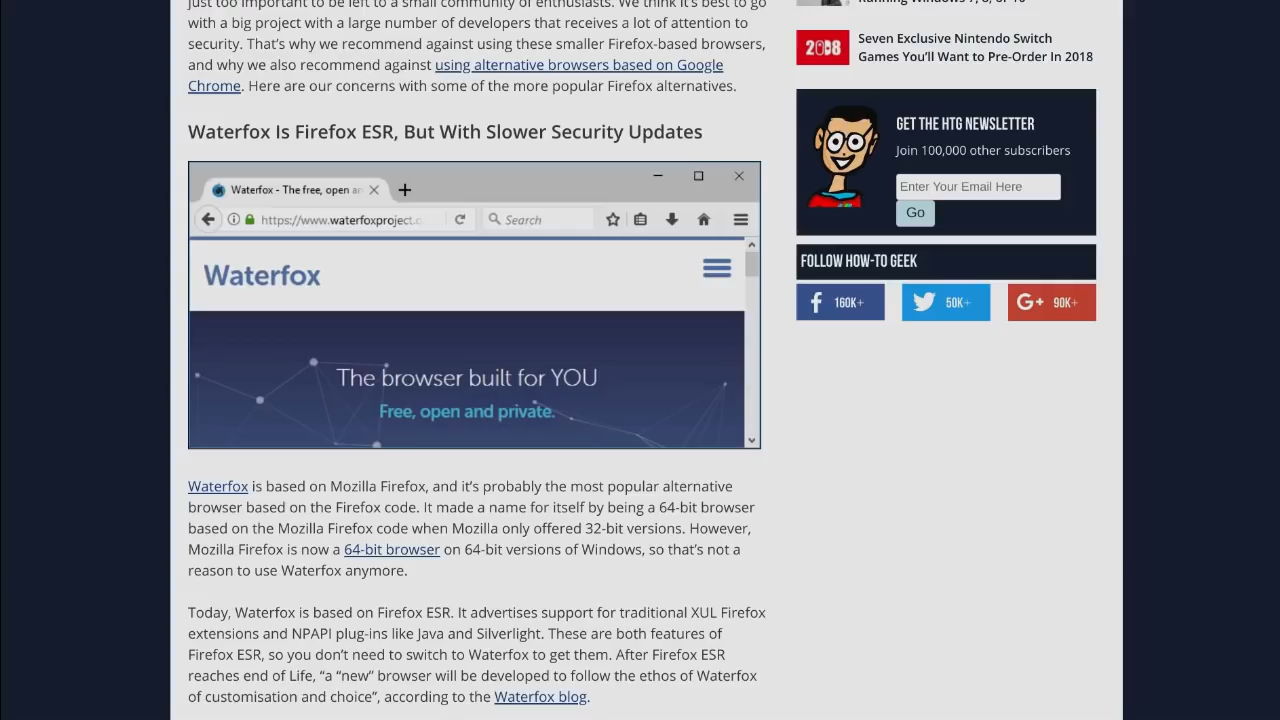 just too important to be left to a small community of enthusiasts. We think it's best to go
with a big project with a large number of developers that receives a lot of attention to
security. That's why we recommend against using these smaller Firefox-based browsers,
and why we also recommend against using alternative browsers based on Google
Chrome. Here are our concerns with some of the more popular Firefox alternatives.
Waterfox Is Firefox ESR, But With Slower Security Updates
Waterfox - The free, open an
https://www.waterfoxproject.o
Search
Waterfox
The browser built for YOU
Free, open and private.
Waterfox is based on Mozilla Firefox, and it's probably the most popular alternative
browser based on the Firefox code. It made a name for itself by being a 64-bit browser
based on the Mozilla Firefox code when Mozilla only offered 32-bit versions. However,
Mozilla Firefox is now a 64-bit browser on 64-bit versions of Windows, so that's not a
reason to use Waterfox anymore.
Today, Waterfox is based on Firefox ESR. It advertises support for traditional XUL Firefox
extensions and NPAPI plug-ins like Java and Silverlight. These are both features of
Firefox ESR, so you don't need to switch to Waterfox to get them. After Firefox ESR
reaches end of Life, “a “new” browser will be developed to follow the ethos of Waterfox
of customisation and choice”, according to the Waterfox blog.
Running Windows 7, 8, or 10
2018
Seven Exclusive Nintendo Switch
Games You'll Want to Pre-Order In 2018
GET THE HTG NEWSLETTER
Join 100,000 other subscribers
Enter Your Email Here
Go
FOLLOW HOW-TO GEEK
160K+
50K+
G+ 90K+